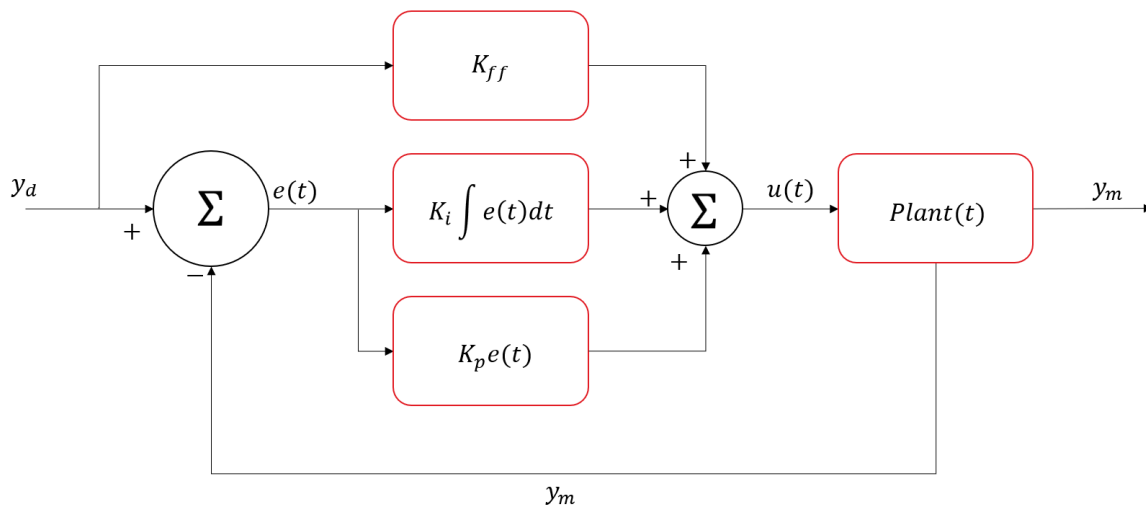 K_{ff}
+
y_d
e(t)
u(t)
y_m
Σ
K_i ∫ e(t)dt
+
Σ
Plant(t)
+
−
+
K_p e(t)
y_m